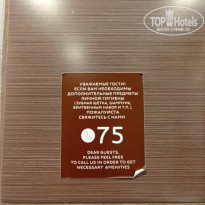 TOP Hotels
УВАЖАЕМЫЕ ГОСТИ!
ЕСЛИ ВАМ НЕОБХОДИМЫ
ДОПОЛНИТЕЛЬНЫЕ ПРЕДМЕТЫ
ЛИЧНОЙ ГИГИЕНЫ
(ЗУБНАЯ ЩЕТКА, ШАМПУНЬ,
БРИТВЕННЫЙ НАБОР И Т.П.),
ПОЖАЛУЙСТА
СВЯЖИТЕСЬ С НАМИ
75
DEAR GUESTS,
PLEASE FEEL FREE
TO CALL US IN ORDER TO GET
NECESSARY AMENITIES